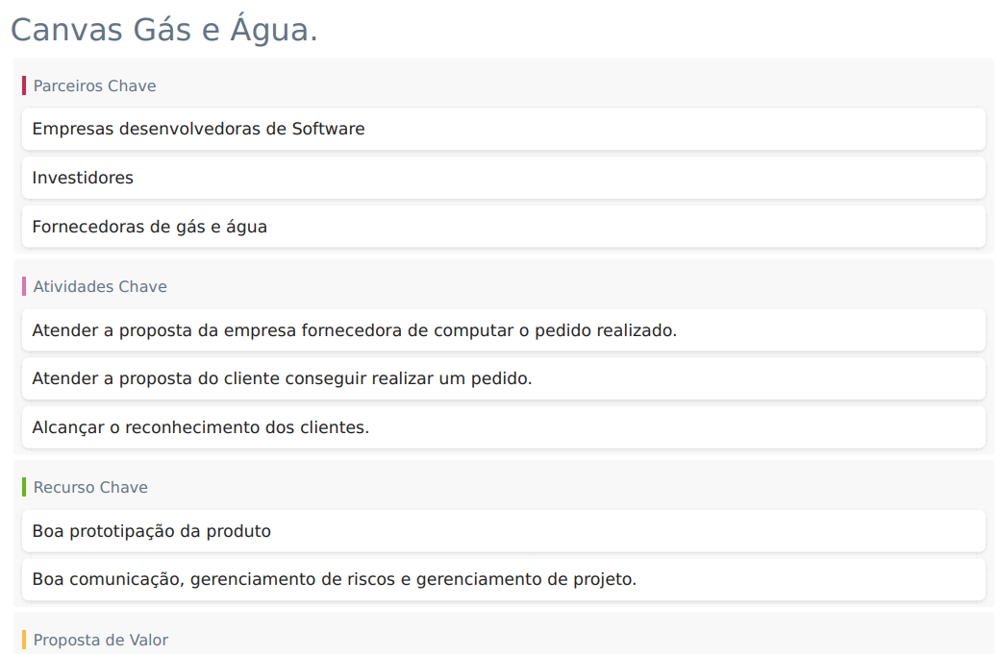 Canvas Gás e Água.
Parceiros Chave
Empresas desenvolvedoras de Software
Investidores
Fornecedoras de gás e água
Atividades Chave
Atender a proposta da empresa fornecedora de computar o pedido realizado.
Atender a proposta do cliente conseguir realizar um pedido.
Alcançar o reconhecimento dos clientes.
Recurso Chave
Boa prototipação da produto
Boa comunicação, gerenciamento de riscos e gerenciamento de projeto.
Proposta de Valor